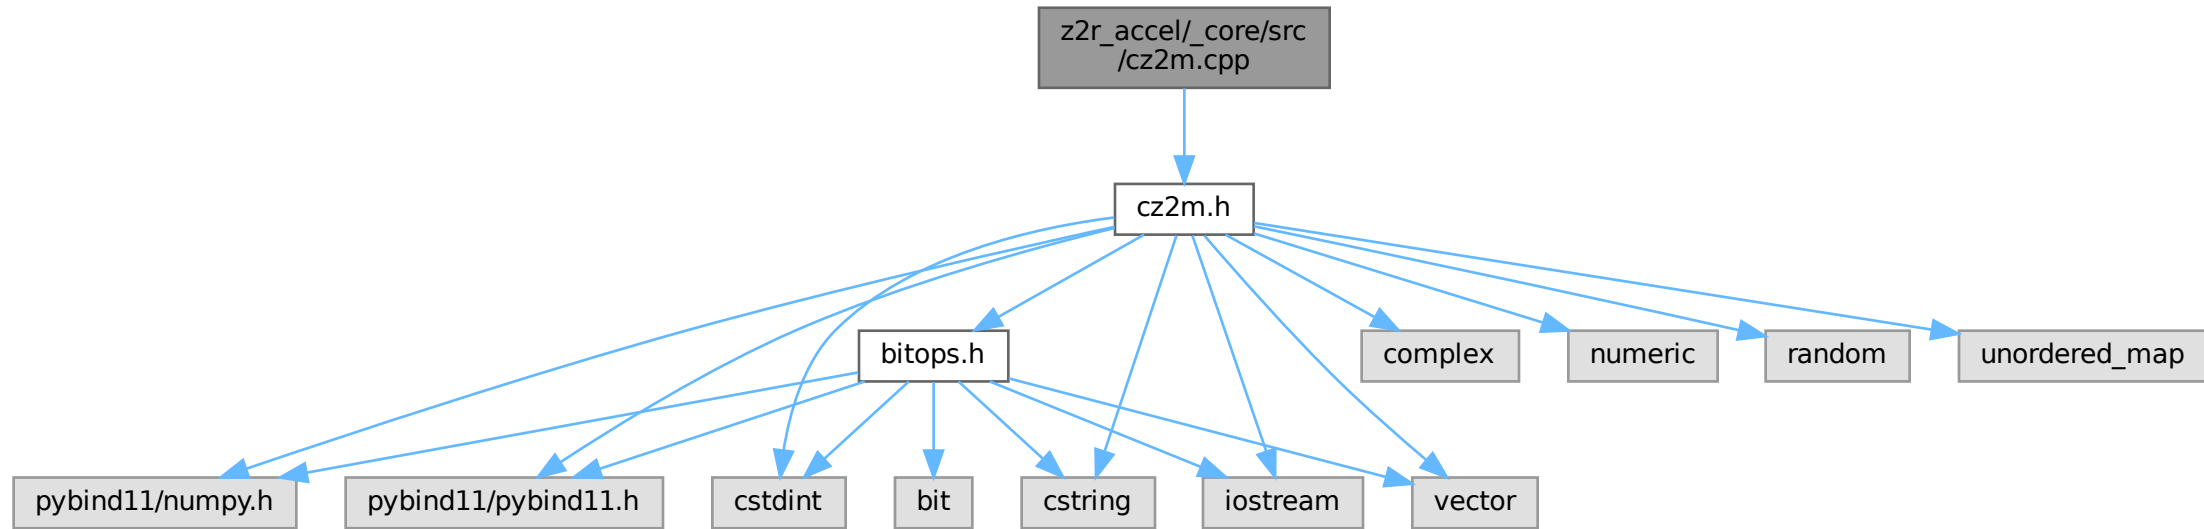 z2r_accel/_core/src
/cz2m.cpp
cz2m.h
bitops.h
complex
numeric
random
unordered_map
pybind11/numpy.h
pybind11/pybind11.h
cstdint
bit
cstring
iostream
vector